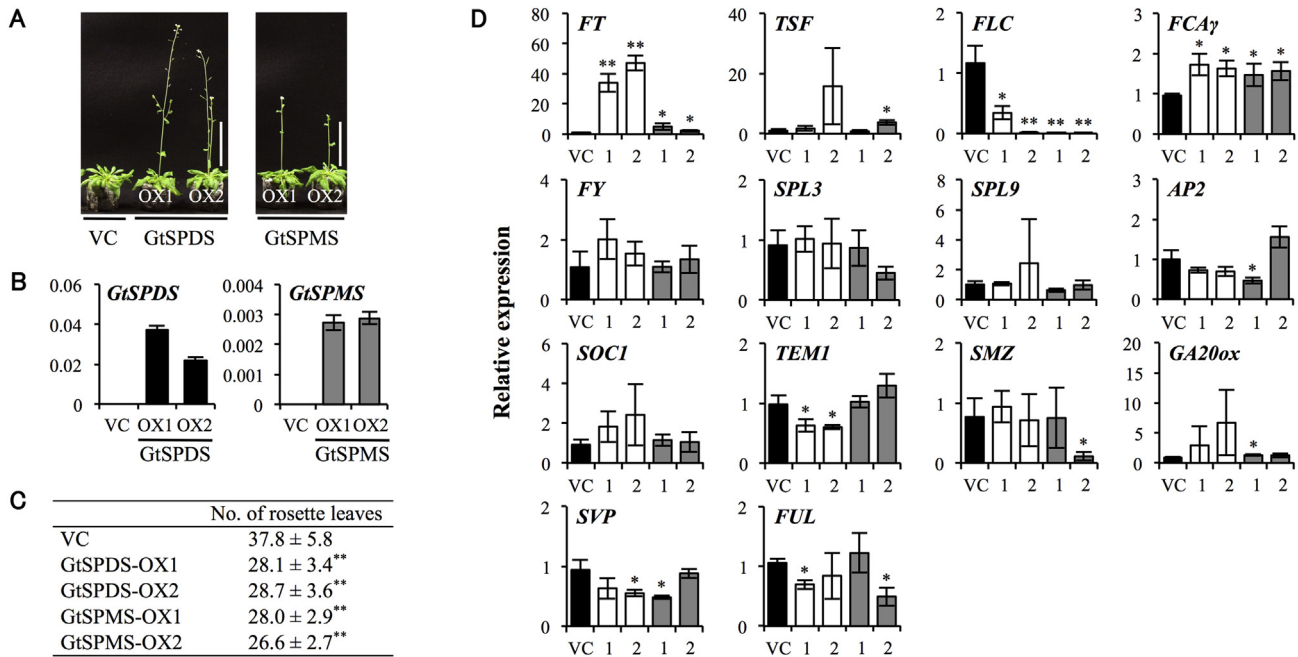 A
OX1 OX2 OX1 OX2
VC GtSPDS GtSPMS
B
GtSPDS
0.06
0.04
0.02
0
VC OX1 OX2
GtSPDS
GtSPMS
0.004
0.003
0.002
0.001
0
VC OX1 OX2
GtSPMS
C
No. of rosette leaves
VC 37.8 ± 5.8
GtSPDS-OX1 28.1 ± 3.4**
GtSPDS-OX2 28.7 ± 3.6**
GtSPMS-OX1 28.0 ± 2.9**
GtSPMS-OX2 26.6 ± 2.7**
D
Relative expression
FT
80
60
40
20
0
** ** * *
VC 1 2 1 2
TSF
40
20
0
*
VC 1 2 1 2
FLC
2
1
0
* ** ** **
VC 1 2 1 2
FCAγ
3
2
1
0
* * * *
VC 1 2 1 2
FY
4
2
0
VC 1 2 1 2
SPL3
2
1
0
VC 1 2 1 2
SPL9
8
6
4
2
0
VC 1 2 1 2
AP2
3
2
1
0
*
VC 1 2 1 2
SOC1
6
4
2
0
VC 1 2 1 2
TEM1
2
1
0
* *
VC 1 2 1 2
SMZ
2
1
0
*
VC 1 2 1 2
GA20ox
20
15
10
5
0
*
VC 1 2 1 2
SVP
2
1
0
* *
VC 1 2 1 2
FUL
2
1
0
* *
VC 1 2 1 2